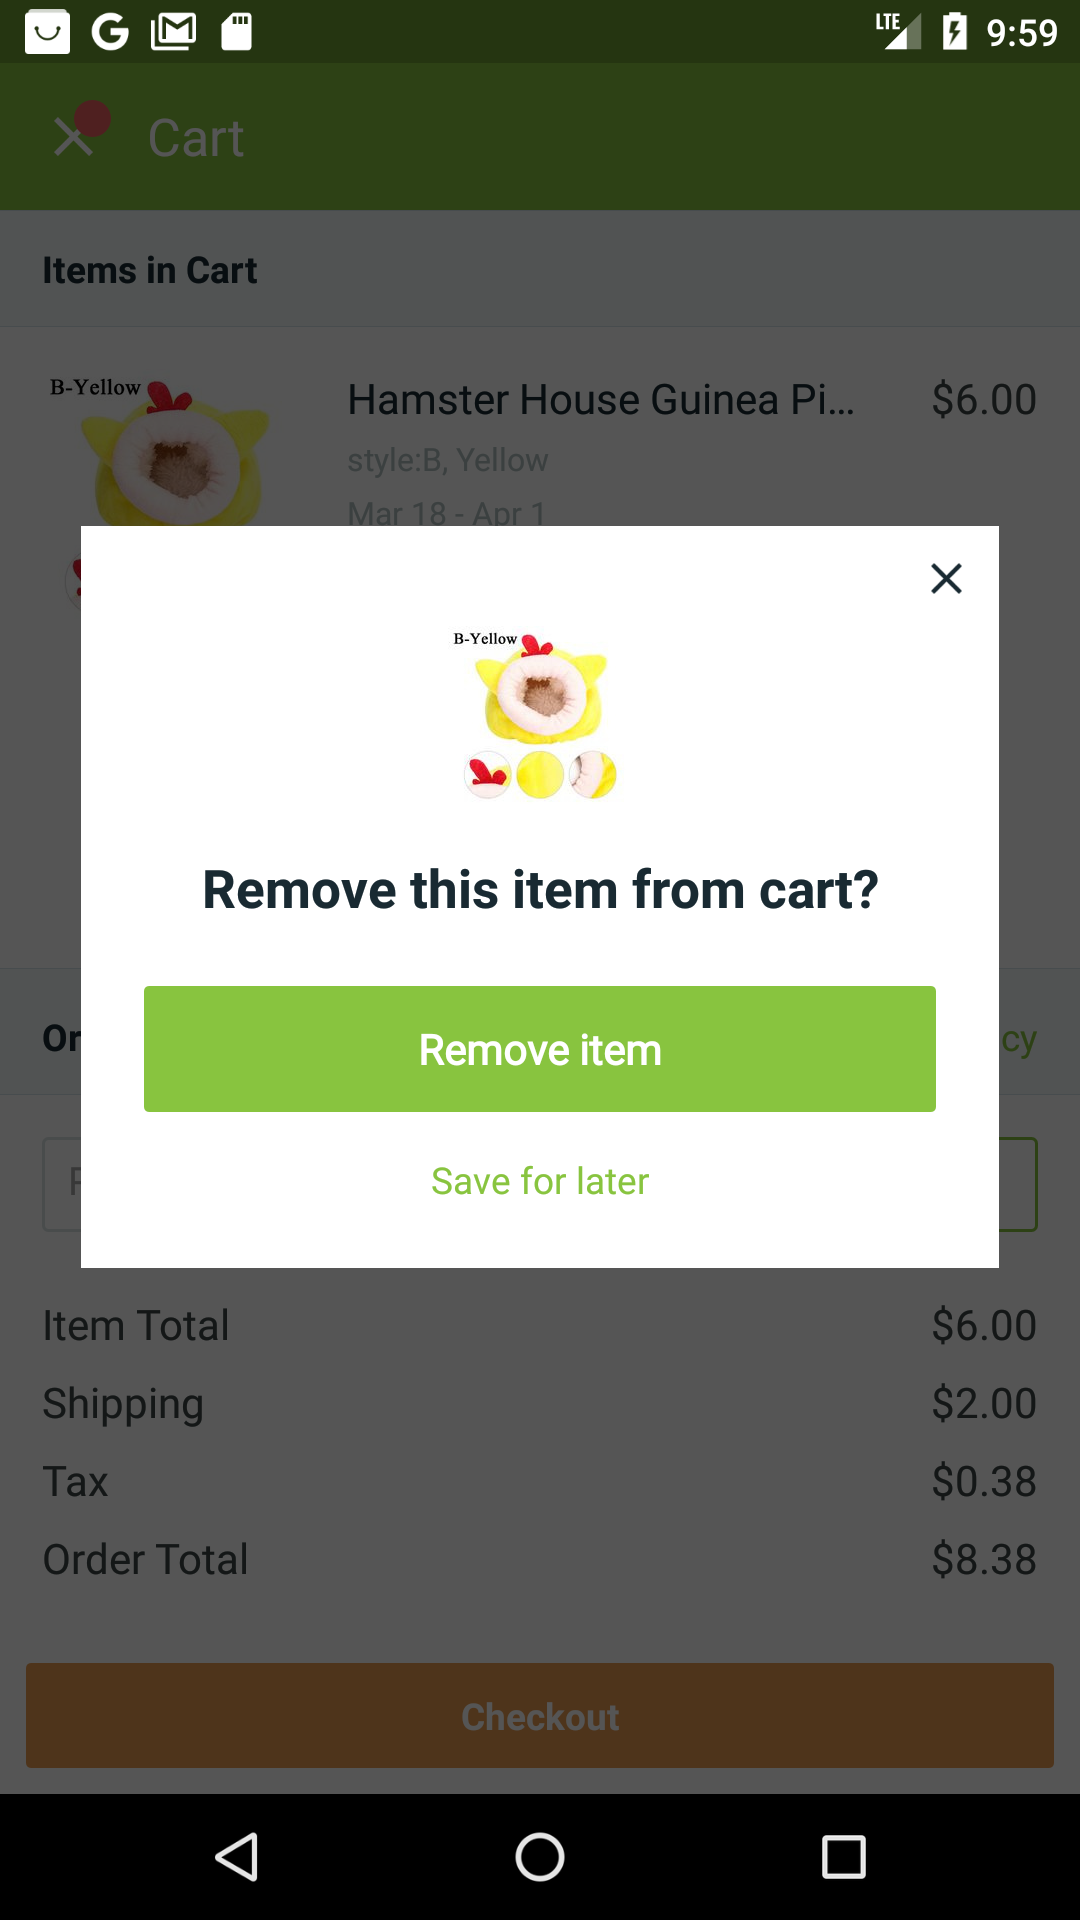 LTE 9:59
Cart
Items in Cart
B-Yellow
Hamster House Guinea Pi... $6.00
style:B, Yellow
Mar 18 - Apr 1
B-Yellow
Remove this item from cart?
Remove item
Save for later
Item Total $6.00
Shipping $2.00
Tax $0.38
Order Total $8.38
Checkout